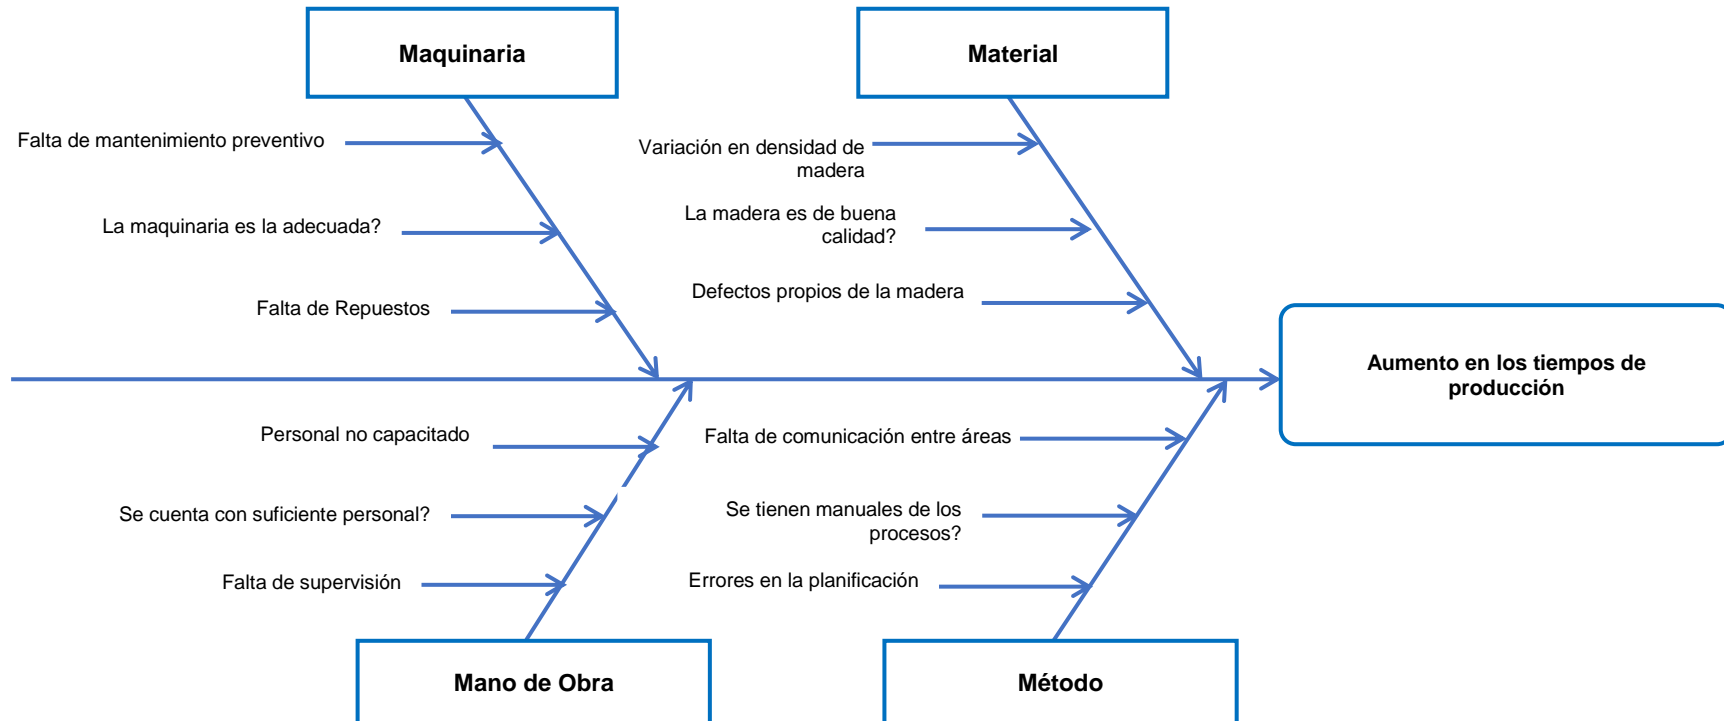 Maquinaria
Material
Falta de mantenimiento preventivo
Variación en densidad de
madera
La maquinaria es la adecuada?
La madera es de buena
calidad?
Falta de Repuestos
Defectos propios de la madera
Aumento en los tiempos de
producción
Personal no capacitado
Falta de comunicación entre áreas
Se cuenta con suficiente personal?
Se tienen manuales de los
procesos?
Falta de supervisión
Errores en la planificación
Mano de Obra
Método